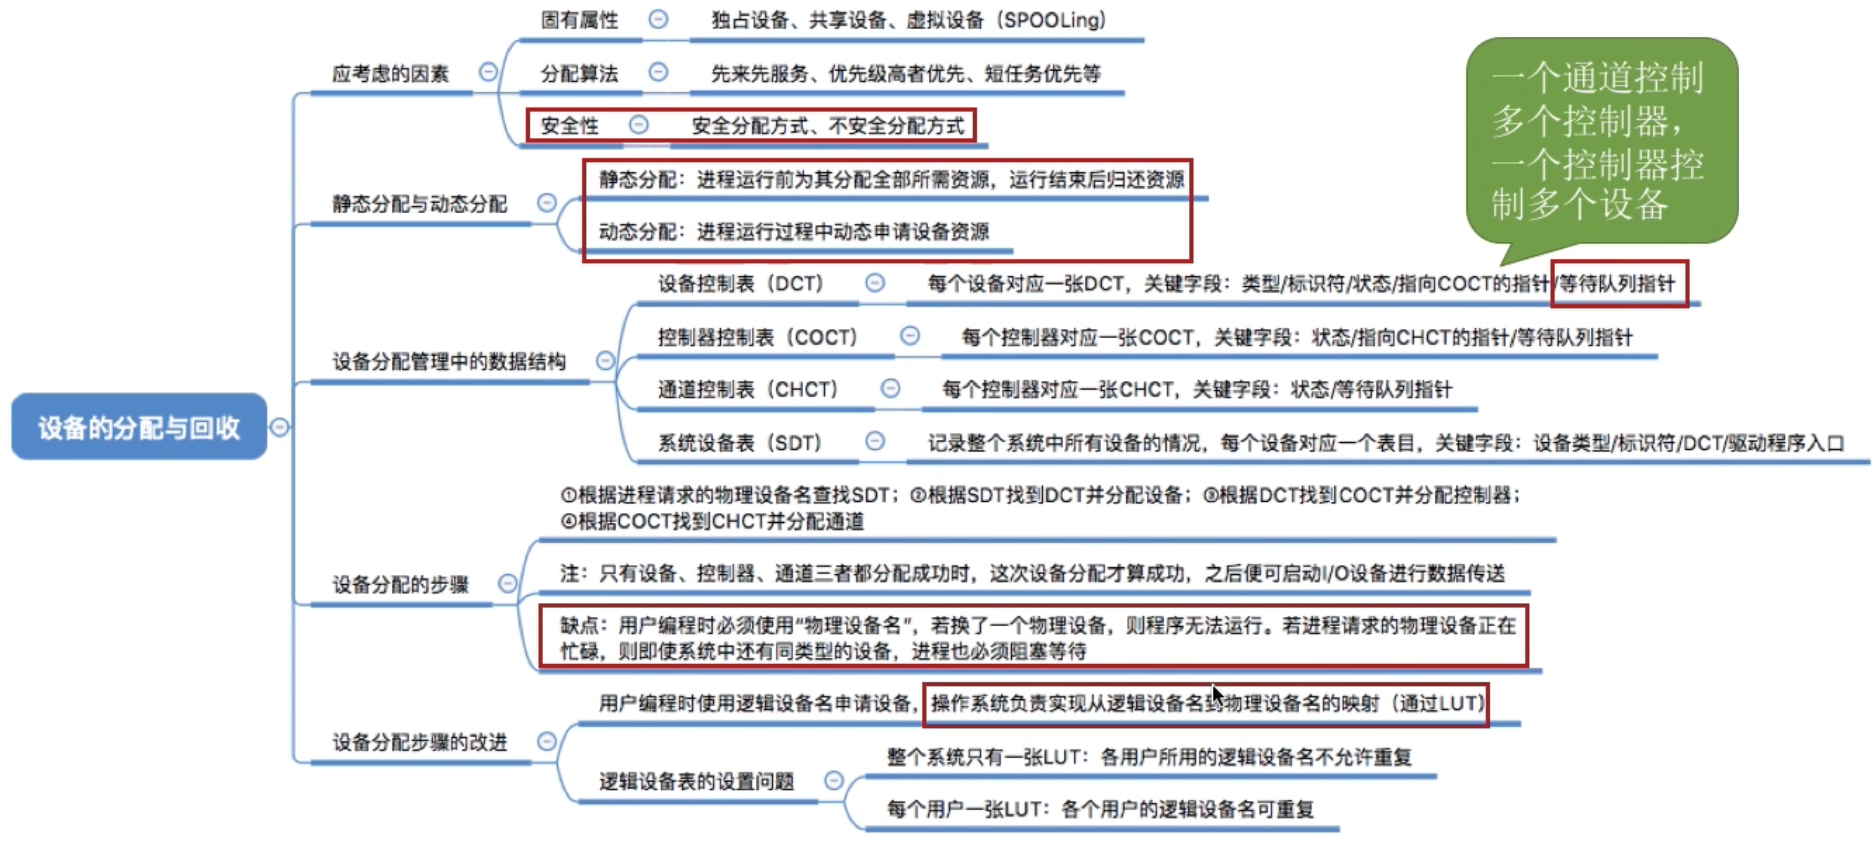 固有属性
独占设备、共享设备、虚拟设备（SPOOLing）
应考虑的因素
分配算法
先来先服务、优先级高者优先、短任务优先等
安全性
安全分配方式、不安全分配方式
一个通道控制
多个控制器，
一个控制器控
制多个设备
静态分配与动态分配
静态分配：进程运行前为其分配全部所需资源，运行结束后归还资源
动态分配：进程运行过程中动态申请设备资源
设备分配管理中的数据结构
设备控制表（DCT）
每个设备对应一张DCT，关键字段：类型/标识符/状态/指向COCT的指针/等待队列指针
控制器控制表（COCT）
每个控制器对应一张COCT，关键字段：状态/指向CHCT的指针/等待队列指针
通道控制表（CHCT）
每个控制器对应一张CHCT，关键字段：状态/等待队列指针
系统设备表（SDT）
记录整个系统中所有设备的情况，每个设备对应一个表目，关键字段：设备类型/标识符/DCT/驱动程序入口
设备的分配与回收
设备分配的步骤
①根据进程请求的物理设备名查找SDT；②根据SDT找到DCT并分配设备；③根据DCT找到COCT并分配控制器；
④根据COCT找到CHCT并分配通道
注：只有设备、控制器、通道三者都分配成功时，这次设备分配才算成功，之后便可启动I/O设备进行数据传送
缺点：用户编程时必须使用“物理设备名”，若换了一个物理设备，则程序无法运行。若进程请求的物理设备正在
忙碌，则即使系统中还有同类型的设备，进程也必须阻塞等待
设备分配步骤的改进
用户编程时使用逻辑设备名申请设备，操作系统负责实现从逻辑设备名到物理设备名的映射（通过LUT）
逻辑设备表的设置问题
整个系统只有一张LUT：各用户所用的逻辑设备名不允许重复
每个用户一张LUT：各个用户的逻辑设备名可重复